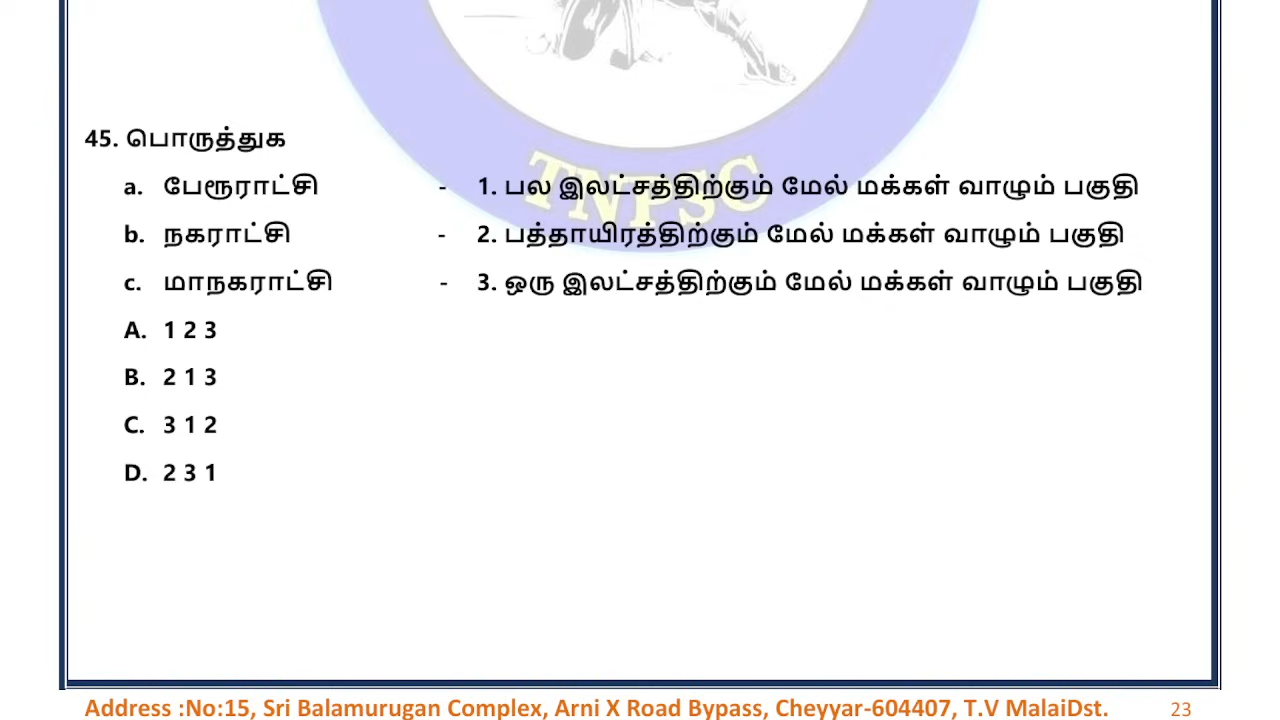 TNPSC
45. பொருத்துக
a. பேரூராட்சி - 1. பல இலட்சத்திற்கும் மேல் மக்கள் வாழும் பகுதி
b. நகராட்சி - 2. பத்தாயிரத்திற்கும் மேல் மக்கள் வாழும் பகுதி
c. மாநகராட்சி - 3. ஒரு இலட்சத்திற்கும் மேல் மக்கள் வாழும் பகுதி
A. 1 2 3
B. 2 1 3
C. 3 1 2
D. 2 3 1
Address :No:15, Sri Balamurugan Complex, Arni X Road Bypass, Cheyyar-604407, T.V MalaiDst. 23